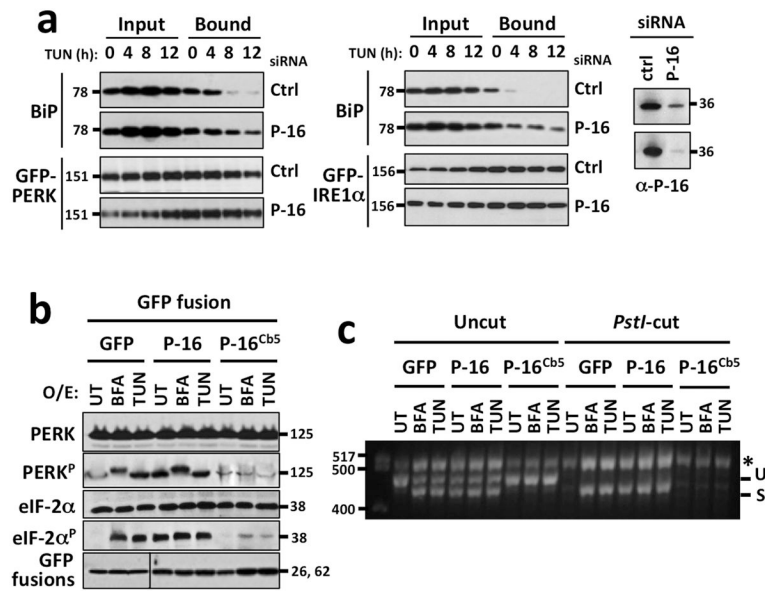 a
Input Bound
TUN (h): 0 4 8 12 0 4 8 12 siRNA
BiP
78 Ctrl
78 P-16
GFP-PERK
151 Ctrl
151 P-16
Input Bound
TUN (h): 0 4 8 12 0 4 8 12 siRNA
BiP
78 Ctrl
78 P-16
GFP-IRE1α
156 Ctrl
156 P-16
siRNA
ctrl P-16
36
36
α-P-16
b
GFP fusion
GFP P-16 P-16Cb5
O/E: UT BFA TUN UT BFA TUN UT BFA TUN
PERK 125
PERKP 125
eIF-2α 38
eIF-2αP 38
GFP fusions 26, 62
c
Uncut PstI-cut
GFP P-16 P-16Cb5 GFP P-16 P-16Cb5
UT BFA TUN UT BFA TUN UT BFA TUN UT BFA TUN UT BFA TUN UT BFA TUN
517 *
500 U
S
400